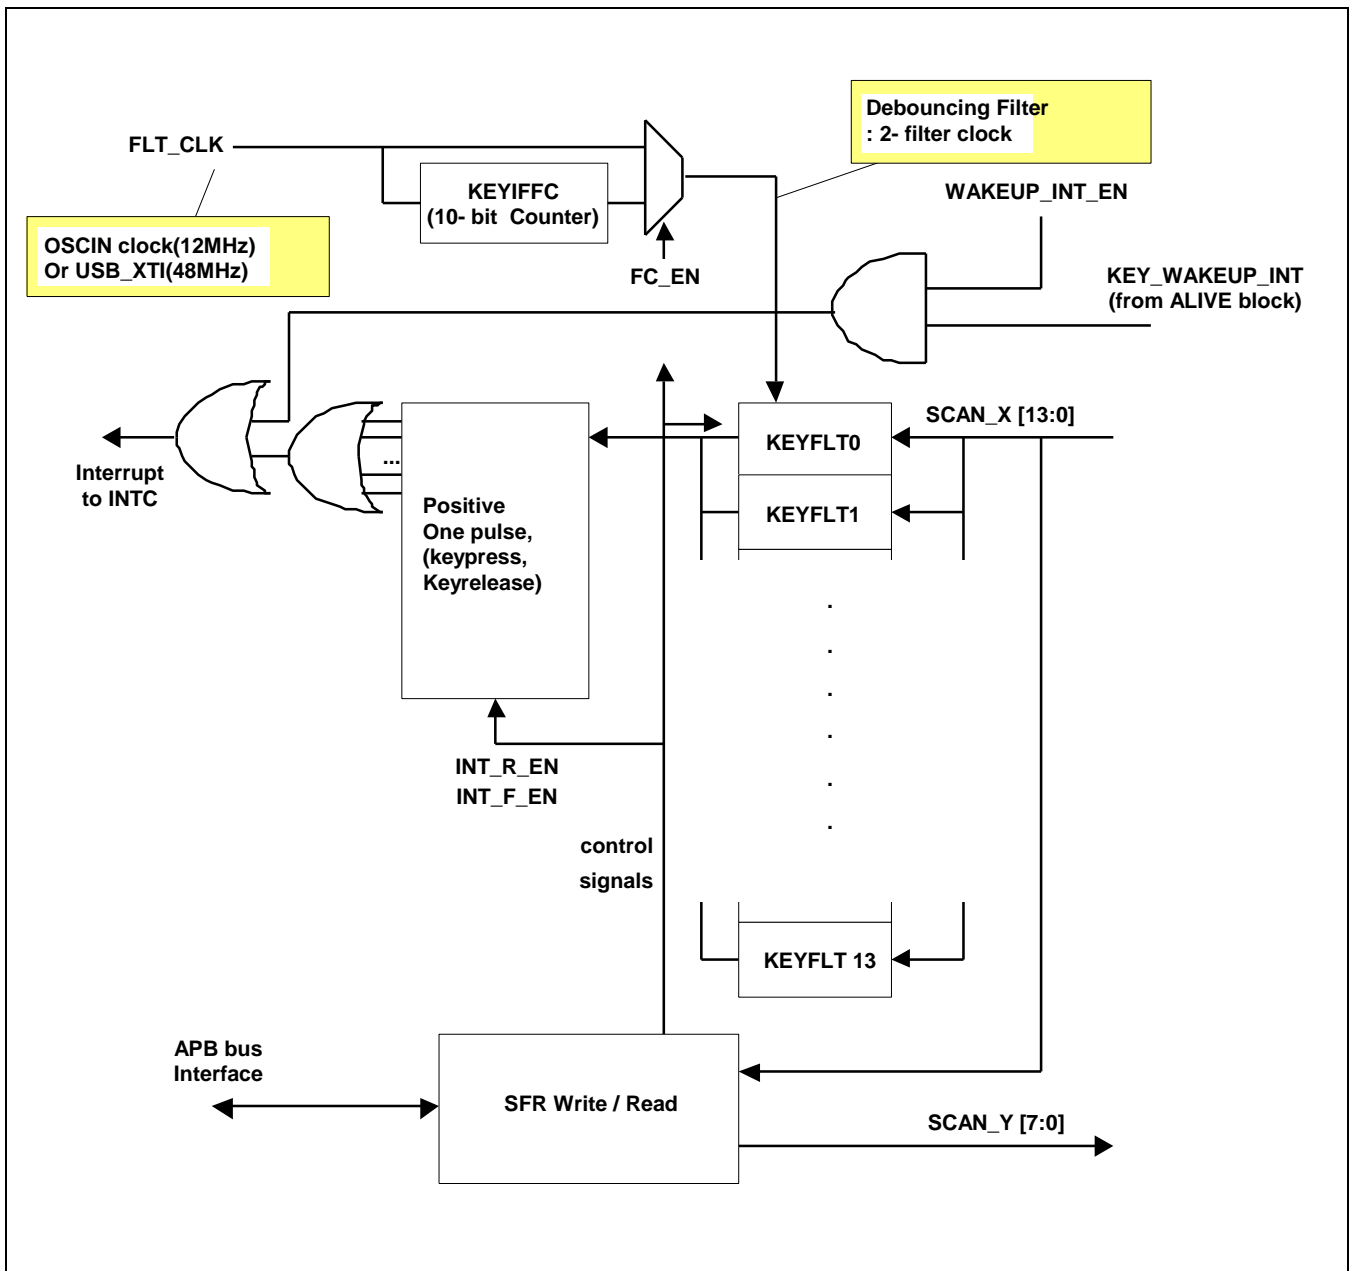 Debouncing Filter
: 2- filter clock
FLT_CLK
KEYIFFC
(10- bit Counter)
WAKEUP_INT_EN
OSCIN clock(12MHz)
Or USB_XTI(48MHz)
FC_EN
KEY_WAKEUP_INT
(from ALIVE block)
SCAN_X [13:0]
KEYFLT0
Interrupt
to INTC
...
Positive
One pulse,
(keypress,
Keyrelease)
KEYFLT1
.
.
.
.
.
.
INT_R_EN
INT_F_EN
control
signals
KEYFLT 13
APB bus
Interface
SFR Write / Read
SCAN_Y [7:0]